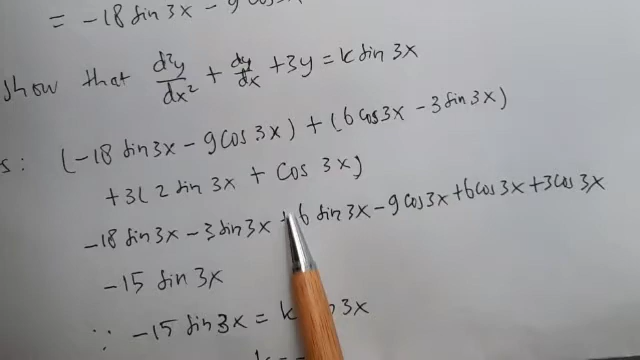 = -18 sin 3x - 9 cos 3x
show that d²y/dx² + dy/dx + 3y = k sin 3x
s: (-18 sin 3x - 9 cos 3x) + (6 cos 3x - 3 sin 3x)
+3(2 sin 3x + cos 3x)
-18 sin 3x - 3 sin 3x + 6 sin 3x - 9 cos 3x + 6 cos 3x + 3 cos 3x
-15 sin 3x
∵ -15 sin 3x = k 3x
k =